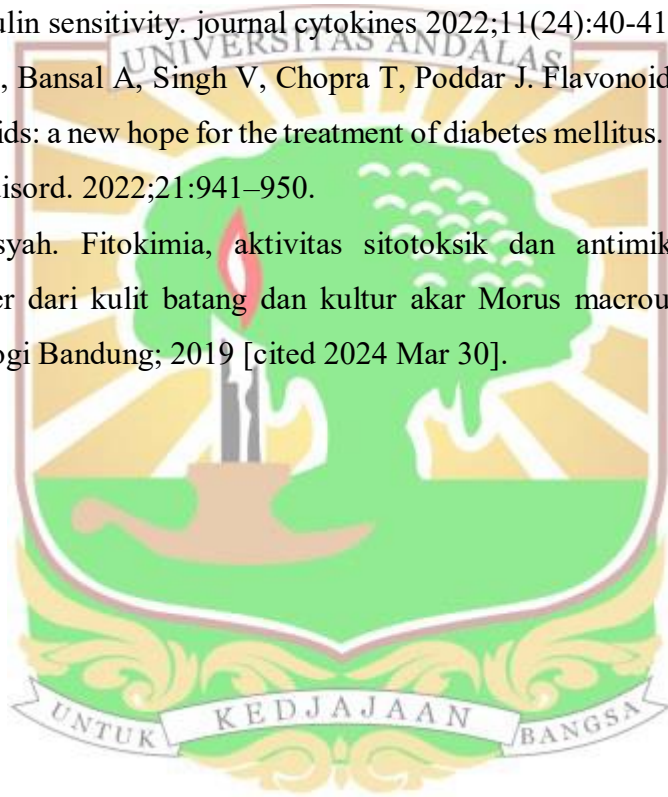 ulin sensitivity. journal cytokines 2022;11(24):40-41
UNIVERSITAS ANDALAS
, Bansal A, Singh V, Chopra T, Poddar J. Flavonoid
ids: a new hope for the treatment of diabetes mellitus.
disord. 2022;21:941–950.
syah. Fitokimia, aktivitas sitotoksik dan antimik
er dari kulit batang dan kultur akar Morus macrou
ogi Bandung; 2019 [cited 2024 Mar 30].
UNTUK KEDJAJAAN BANGSA